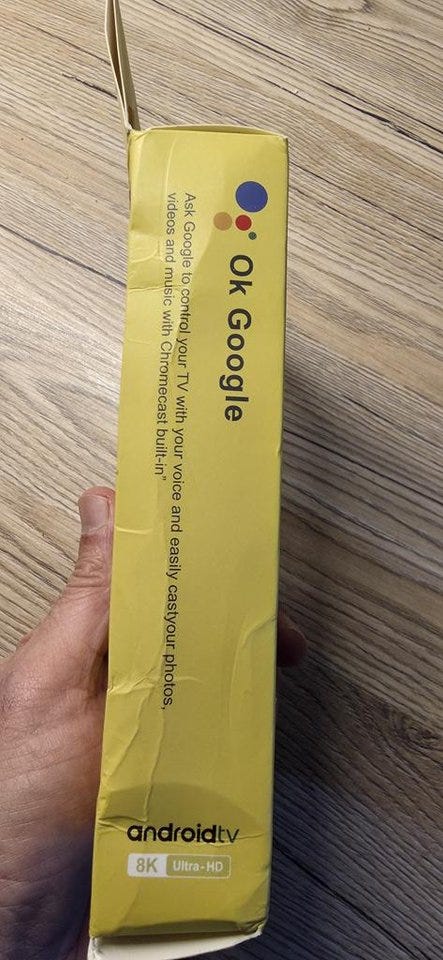 Ok Google
Ask Google to control your TV with your voice and easily castyour photos,
videos and music with Chromecast built-in"
androidtv
8K Ultra-HD